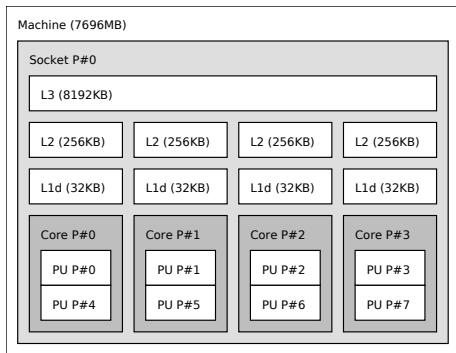 Machine (7696MB)
Socket P#0
L3 (8192KB)
L2 (256KB) L2 (256KB) L2 (256KB) L2 (256KB)
L1d (32KB) L1d (32KB) L1d (32KB) L1d (32KB)
Core P#0 Core P#1 Core P#2 Core P#3
PU P#0 PU P#1 PU P#2 PU P#3
PU P#4 PU P#5 PU P#6 PU P#7